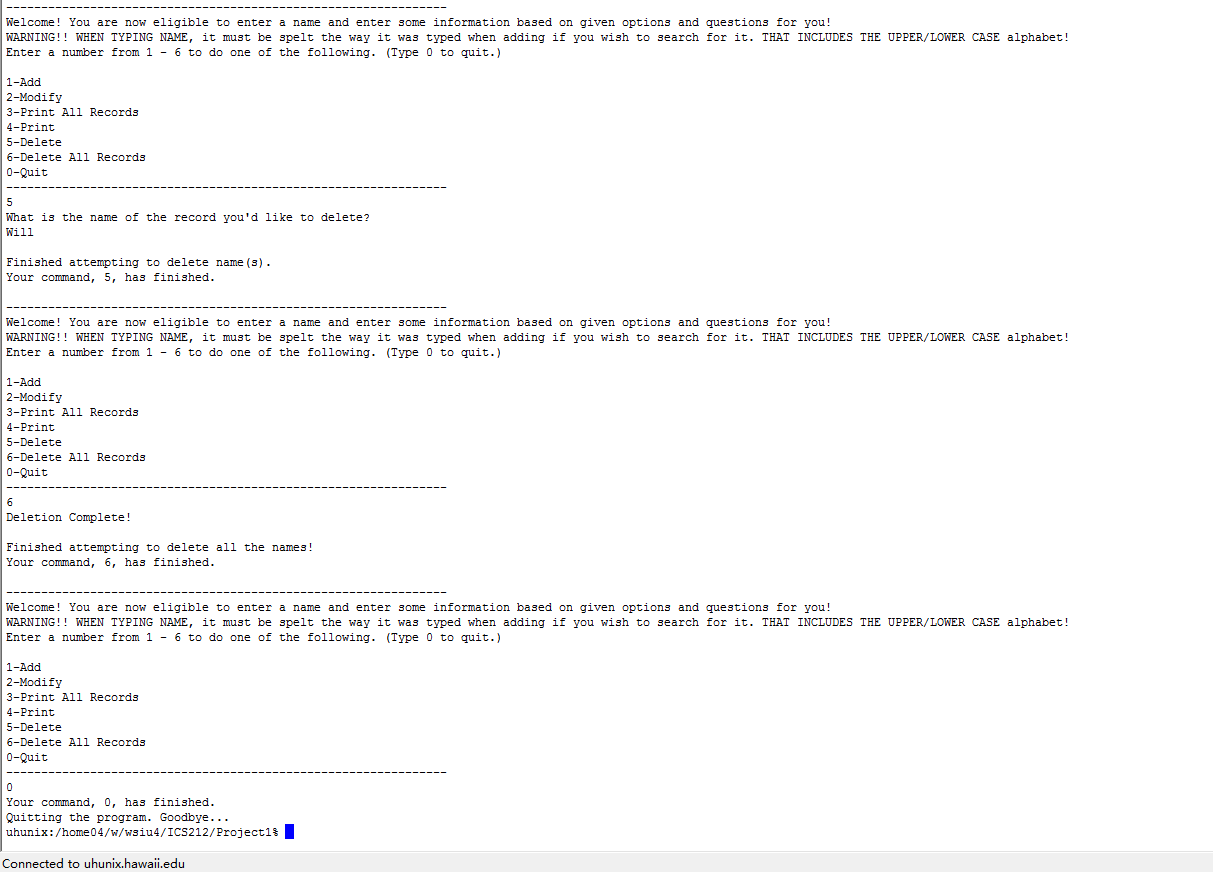 ---------------------------------------------------------------
Welcome! You are now eligible to enter a name and enter some information based on given options and questions for you!
WARNING!! WHEN TYPING NAME, it must be spelt the way it was typed when adding if you wish to search for it. THAT INCLUDES THE UPPER/LOWER CASE alphabet!
Enter a number from 1 - 6 to do one of the following. (Type 0 to quit.)

1-Add
2-Modify
3-Print All Records
4-Print
5-Delete
6-Delete All Records
0-Quit
---------------------------------------------------------------
5
What is the name of the record you'd like to delete?
Will

Finished attempting to delete name(s).
Your command, 5, has finished.

---------------------------------------------------------------
Welcome! You are now eligible to enter a name and enter some information based on given options and questions for you!
WARNING!! WHEN TYPING NAME, it must be spelt the way it was typed when adding if you wish to search for it. THAT INCLUDES THE UPPER/LOWER CASE alphabet!
Enter a number from 1 - 6 to do one of the following. (Type 0 to quit.)

1-Add
2-Modify
3-Print All Records
4-Print
5-Delete
6-Delete All Records
0-Quit
---------------------------------------------------------------
6
Deletion Complete!

Finished attempting to delete all the names!
Your command, 6, has finished.

---------------------------------------------------------------
Welcome! You are now eligible to enter a name and enter some information based on given options and questions for you!
WARNING!! WHEN TYPING NAME, it must be spelt the way it was typed when adding if you wish to search for it. THAT INCLUDES THE UPPER/LOWER CASE alphabet!
Enter a number from 1 - 6 to do one of the following. (Type 0 to quit.)

1-Add
2-Modify
3-Print All Records
4-Print
5-Delete
6-Delete All Records
0-Quit
---------------------------------------------------------------
0
Your command, 0, has finished.
Quitting the program. Goodbye...
uhunix:/home04/w/wsiu4/ICS212/Project1%
Connected to uhunix.hawaii.edu